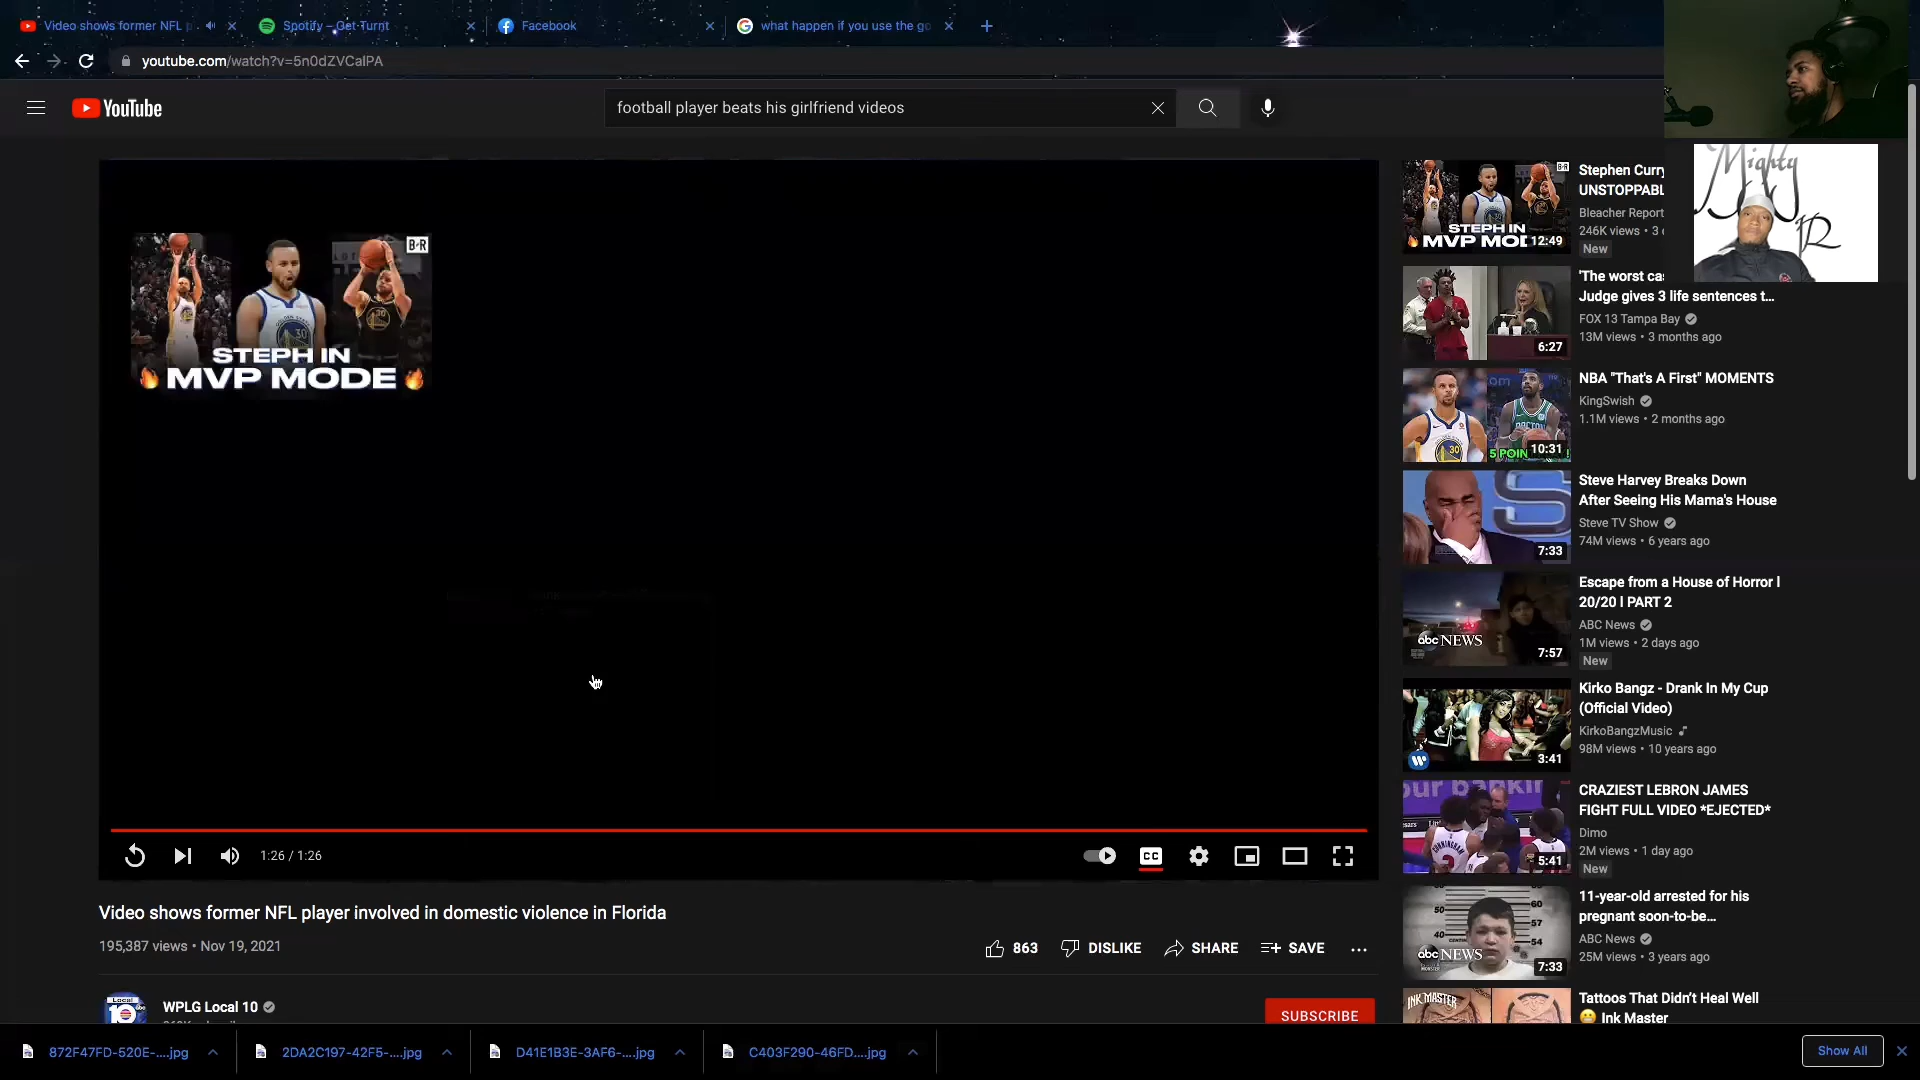 Video shows former NFL p
Spotify – Get Turnt
Facebook
what happen if you use the go
youtube.com/watch?v=5n0dZVCalPA
YouTube
football player beats his girlfriend videos
B-R
STEPH IN
MVP MODE
1:26 / 1:26
CC
Video shows former NFL player involved in domestic violence in Florida
195,387 views • Nov 19, 2021
863
DISLIKE
SHARE
SAVE
Local
10
WPLG Local 10
SUBSCRIBE
B-R
STEPH IN
MVP MOD
12:49
Stephen Curry
UNSTOPPABL
Bleacher Report
246K views • 3 d
New
Mighty
6:27
'The worst cas
Judge gives 3 life sentences t...
FOX 13 Tampa Bay
13M views • 3 months ago
5 POIN
10:31
NBA "That's A First" MOMENTS
KingSwish
1.1M views • 2 months ago
7:33
Steve Harvey Breaks Down
After Seeing His Mama's House
Steve TV Show
74M views • 6 years ago
abc NEWS
7:57
Escape from a House of Horror l
20/20 l PART 2
ABC News
1M views • 2 days ago
New
3:41
Kirko Bangz - Drank In My Cup
(Official Video)
KirkoBangzMusic
98M views • 10 years ago
CUNNINGHAM
5:41
CRAZIEST LEBRON JAMES
FIGHT FULL VIDEO *EJECTED*
Dimo
2M views • 1 day ago
New
abc NEWS
7:33
11-year-old arrested for his
pregnant soon-to-be...
ABC News
25M views • 3 years ago
INK MASTER
Tattoos That Didn't Heal Well
😬 Ink Master
872F47FD-520E-....jpg
2DA2C197-42F5-....jpg
D41E1B3E-3AF6-....jpg
C403F290-46FD....jpg
Show All